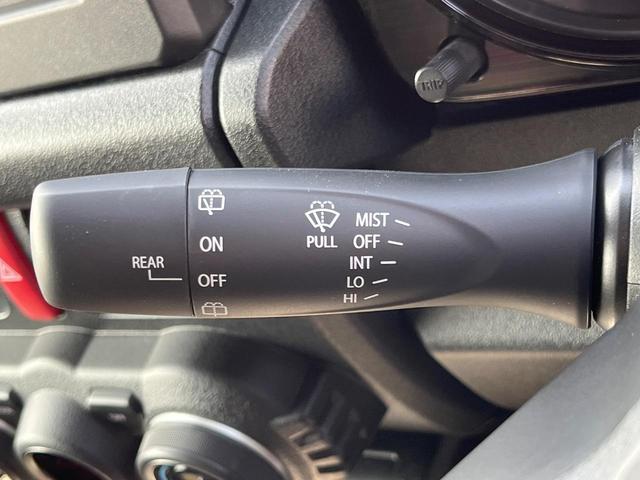 TRIP
MIST
ON
PULL OFF
REAR
INT
OFF
LO
HI